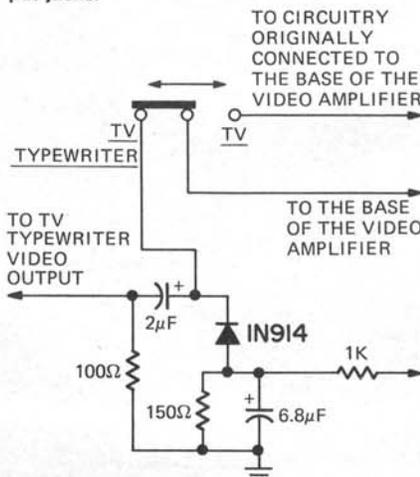 TO CIRCUITRY
ORIGINALLY
CONNECTED TO
THE BASE OF THE
VIDEO AMPLIFIER
TV
TV
TYPEWRITER
TO THE BASE
OF THE VIDEO
AMPLIFIER
TO TV
TYPEWRITER
VIDEO
OUTPUT
+
2µF
IN914
1K
100Ω
150Ω
+
6.8µF